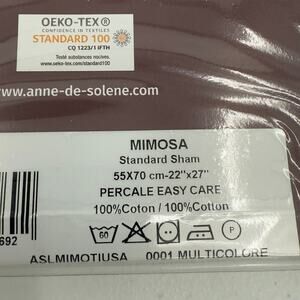 OEKO-TEX®
CONFIDENCE IN TEXTILES
STANDARD 100
CQ 1223/1 IFTH
Testé substances nocives.
www.oeko-tex.com/standard100
www.anne-de-solene.com
MIMOSA
Standard Sham
55X70 cm-22"x27"
PERCALE EASY CARE
100%Coton / 100%Cotton
692
60
P
ASLMIMOTIUSA 0001 MULTICOLORE